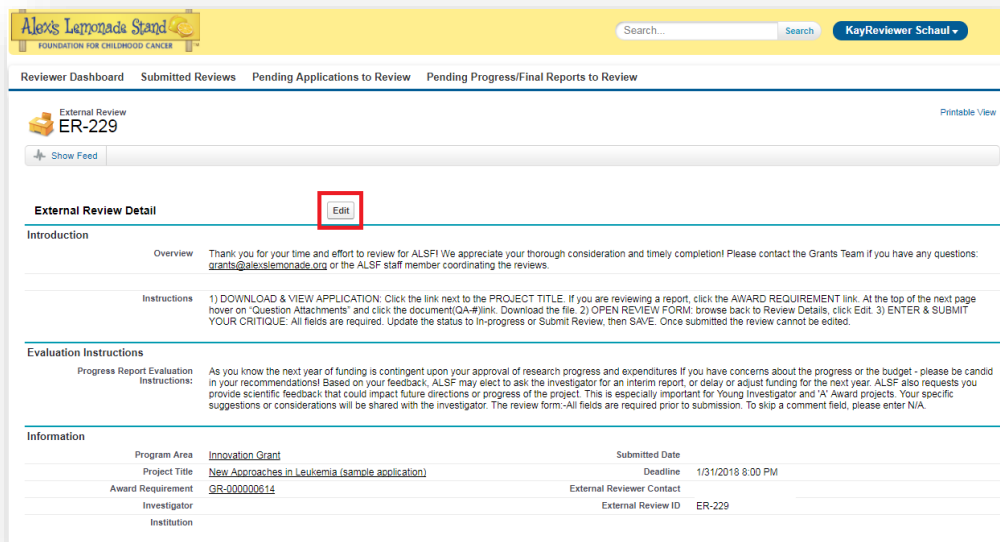 Alex's Lemonade Stand
FOUNDATION FOR CHILDHOOD CANCER
Search...
Search
KayReviewer Schaul
Reviewer Dashboard Submitted Reviews Pending Applications to Review Pending Progress/Final Reports to Review
External Review
ER-229
Printable View
Show Feed
External Review Detail
Edit
Introduction
Overview
Thank you for your time and effort to review for ALSF! We appreciate your thorough consideration and timely completion! Please contact the Grants Team if you have any questions:
grants@alexslemonade.org or the ALSF staff member coordinating the reviews.
Instructions
1) DOWNLOAD & VIEW APPLICATION: Click the link next to the PROJECT TITLE. If you are reviewing a report, click the AWARD REQUIREMENT link. At the top of the next page
hover on "Question Attachments" and click the document(QA-#)link. Download the file. 2) OPEN REVIEW FORM: browse back to Review Details, click Edit. 3) ENTER & SUBMIT
YOUR CRITIQUE: All fields are required. Update the status to In-progress or Submit Review, then SAVE. Once submitted the review cannot be edited.
Evaluation Instructions
Progress Report Evaluation
Instructions:
As you know the next year of funding is contingent upon your approval of research progress and expenditures If you have concerns about the progress or the budget - please be candid
in your recommendations! Based on your feedback, ALSF may elect to ask the investigator for an interim report, or delay or adjust funding for the next year. ALSF also requests you
provide scientific feedback that could impact future directions or progress of the project. This is especially important for Young Investigator and 'A' Award projects. Your specific
suggestions or considerations will be shared with the investigator. The review form:-All fields are required prior to submission. To skip a comment field, please enter N/A.
Information
Program Area Innovation Grant Submitted Date
Project Title New Approaches in Leukemia (sample application) Deadline 1/31/2018 8:00 PM
Award Requirement GR-000000614 External Reviewer Contact
Investigator External Review ID ER-229
Institution